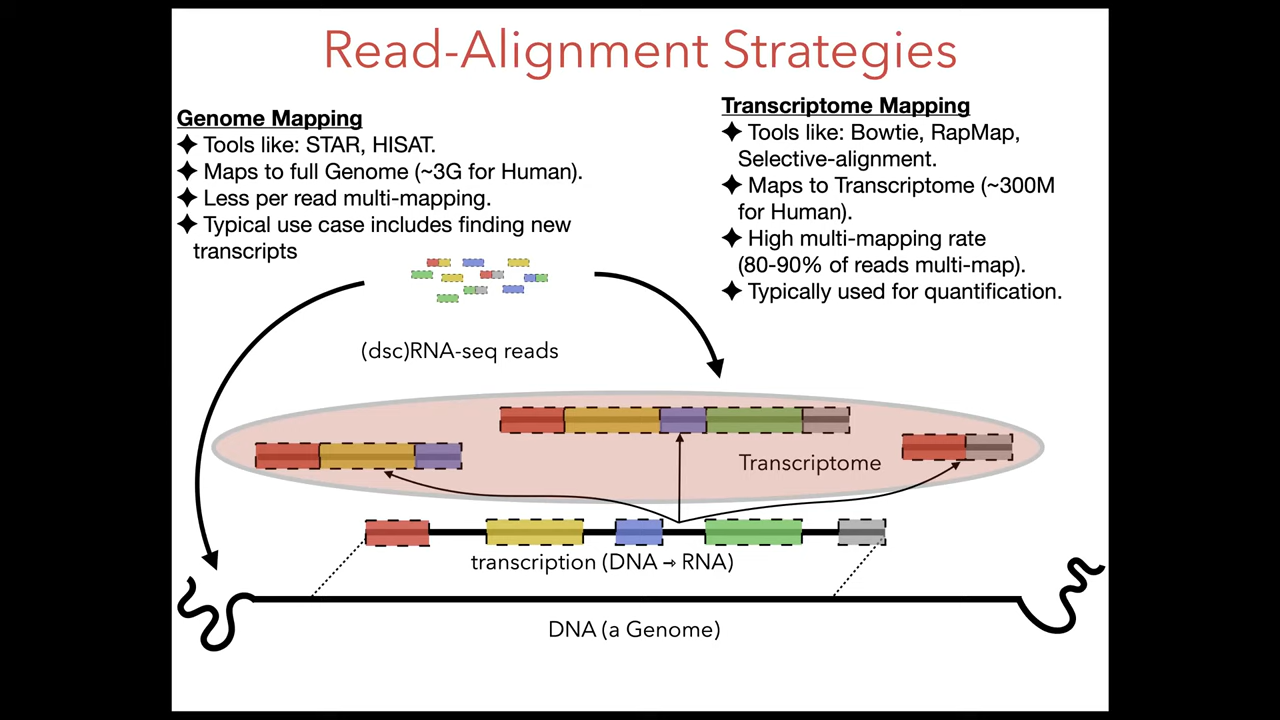 Read-Alignment Strategies
Genome Mapping
✦ Tools like: STAR, HISAT.
✦ Maps to full Genome (~3G for Human).
✦ Less per read multi-mapping.
✦ Typical use case includes finding new
transcripts
Transcriptome Mapping
✦ Tools like: Bowtie, RapMap,
Selective-alignment.
✦ Maps to Transcriptome (~300M
for Human).
✦ High multi-mapping rate
(80-90% of reads multi-map).
✦ Typically used for quantification.
(dsc)RNA-seq reads
Transcriptome
transcription (DNA → RNA)
DNA (a Genome)